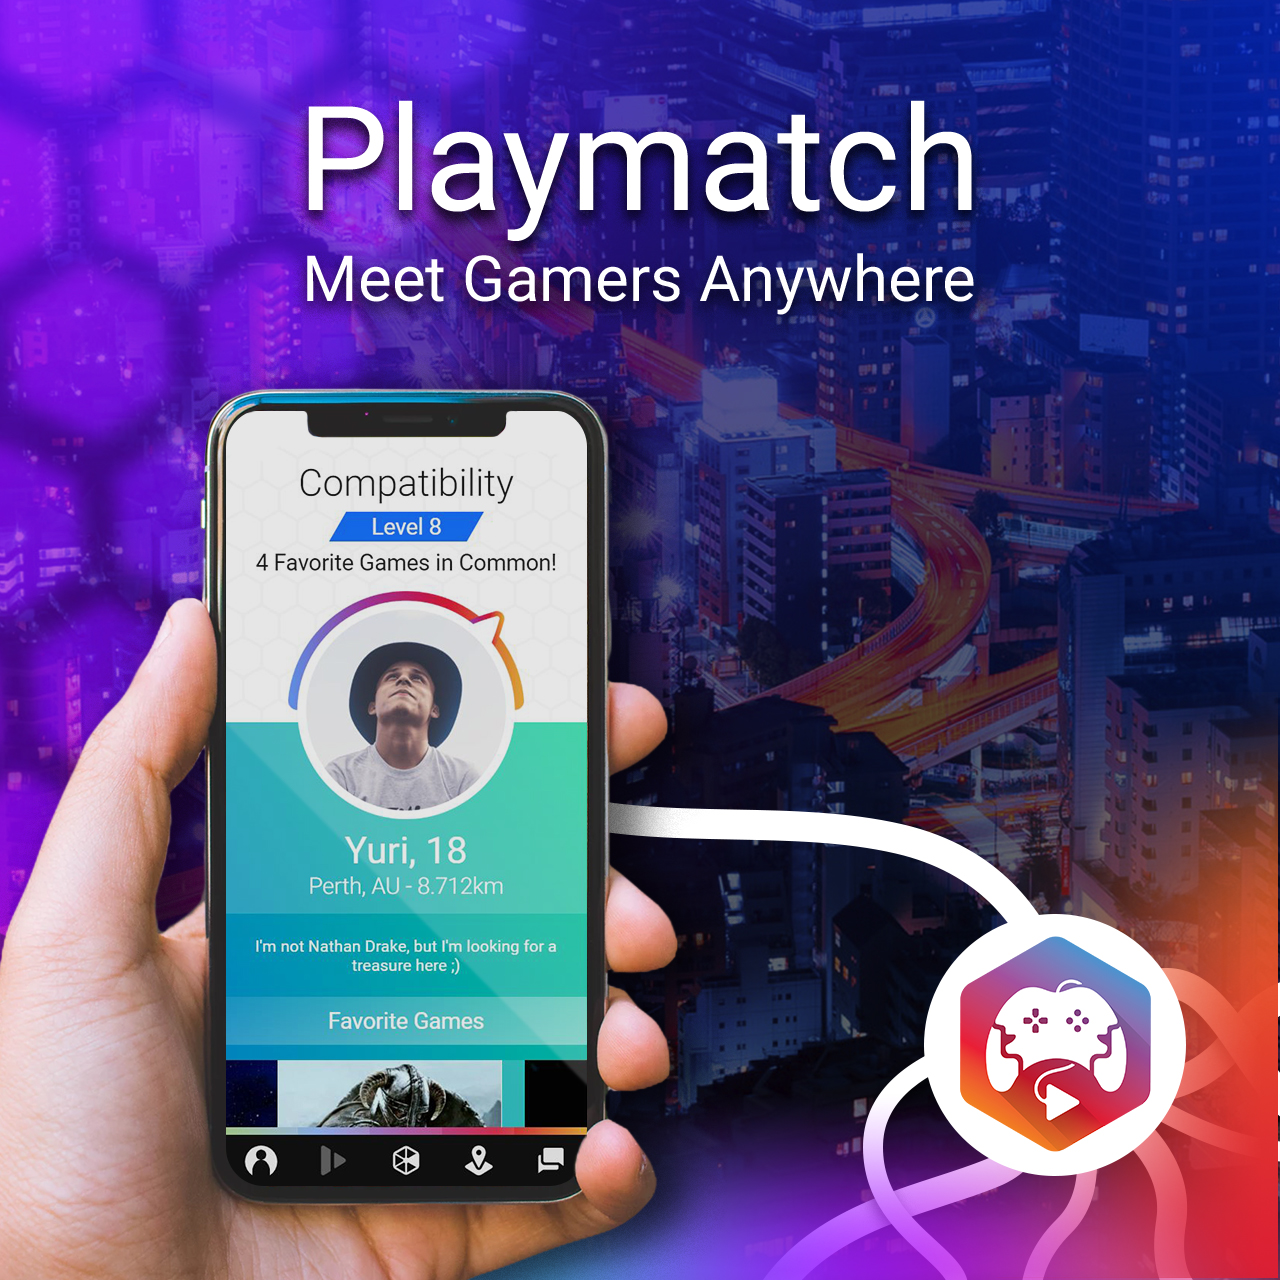 Playmatch
Meet Gamers Anywhere
Compatibility
Level 8
4 Favorite Games in Common!
Yuri, 18
Perth, AU - 8.712km
I'm not Nathan Drake, but I'm looking for a
treasure here ;)
Favorite Games